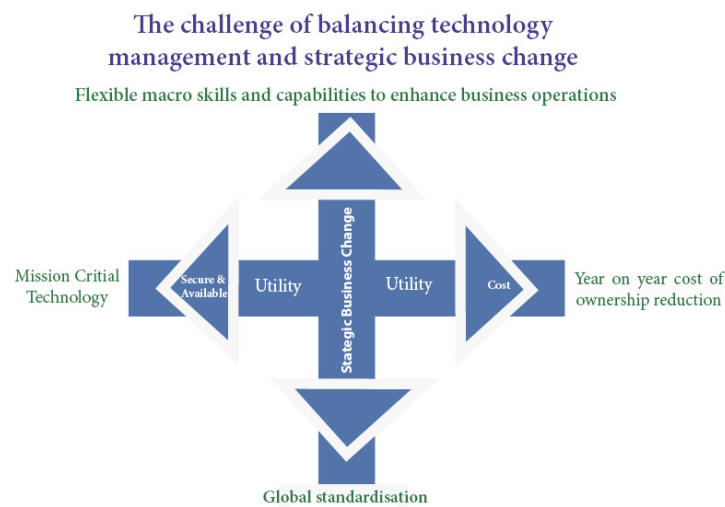 The challenge of balancing technology
management and strategic business change
Flexible macro skills and capabilities to enhance business operations
Mission Critial
Technology
Secure &
Available
Utility
Stategic Business Change
Utility
Cost
Year on year cost of
ownership reduction
Global standardisation